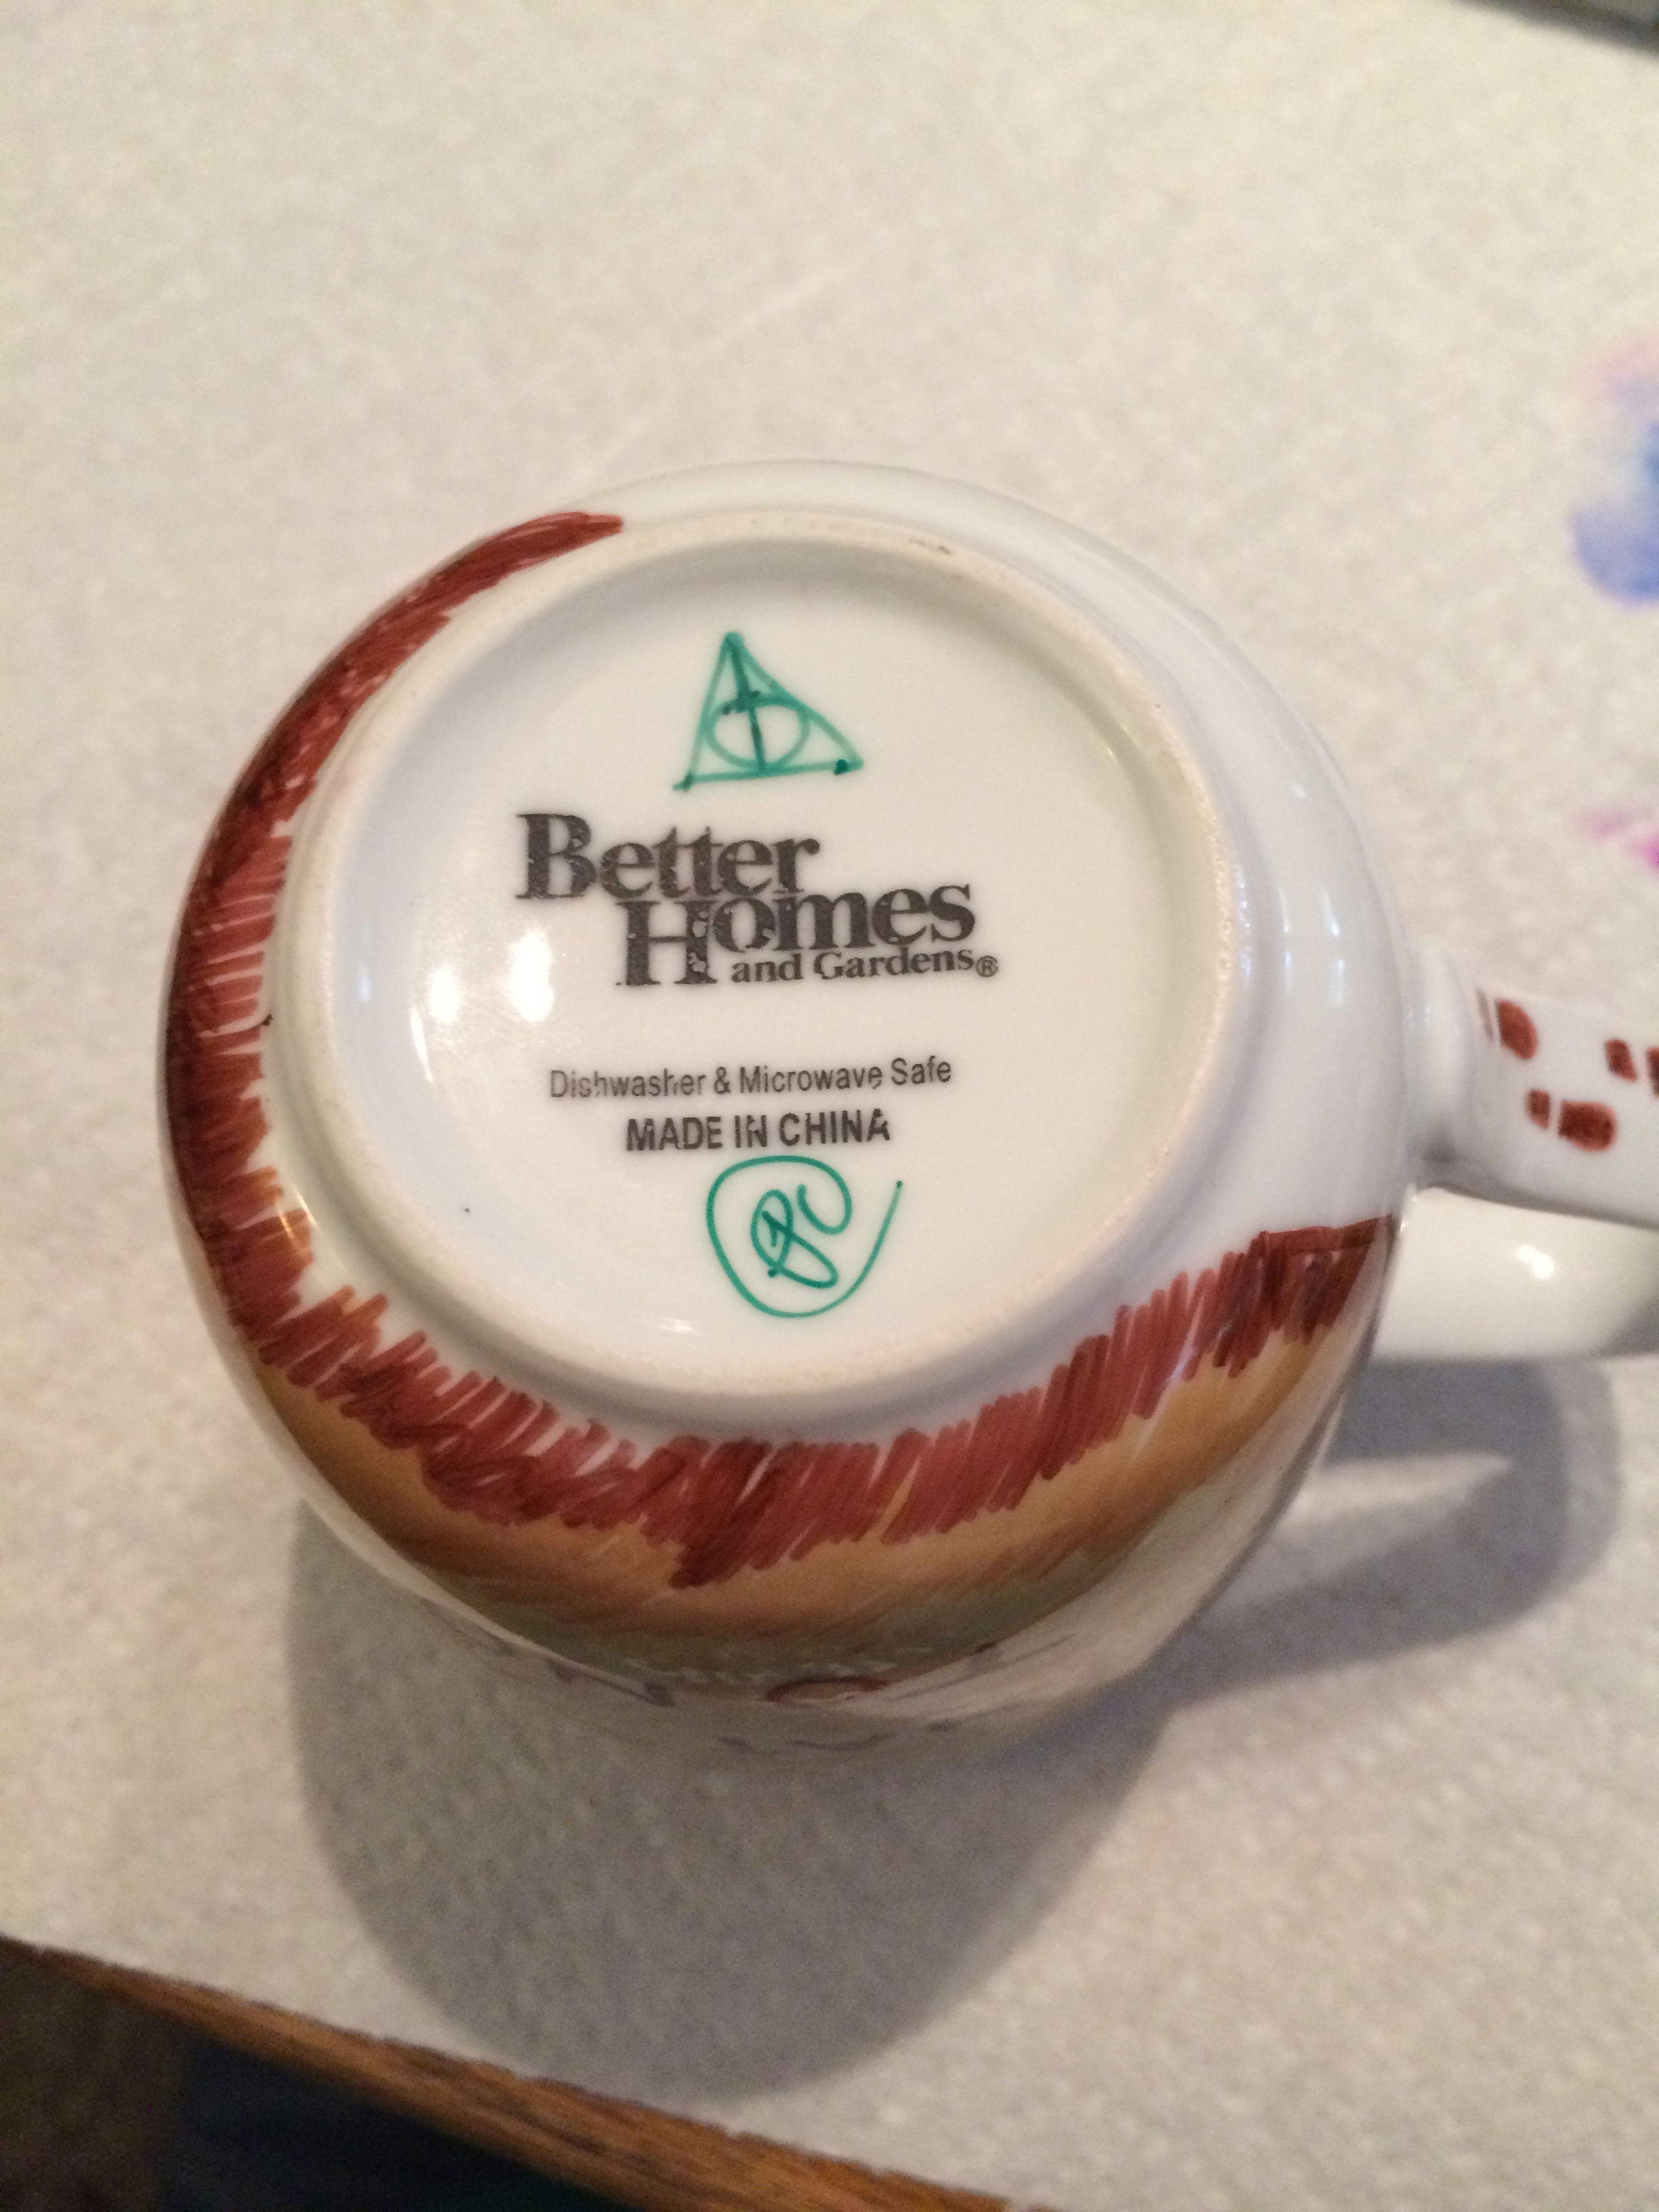 Better
Homes
and Gardens®
Dishwasher & Microwave Safe
MADE IN CHINA